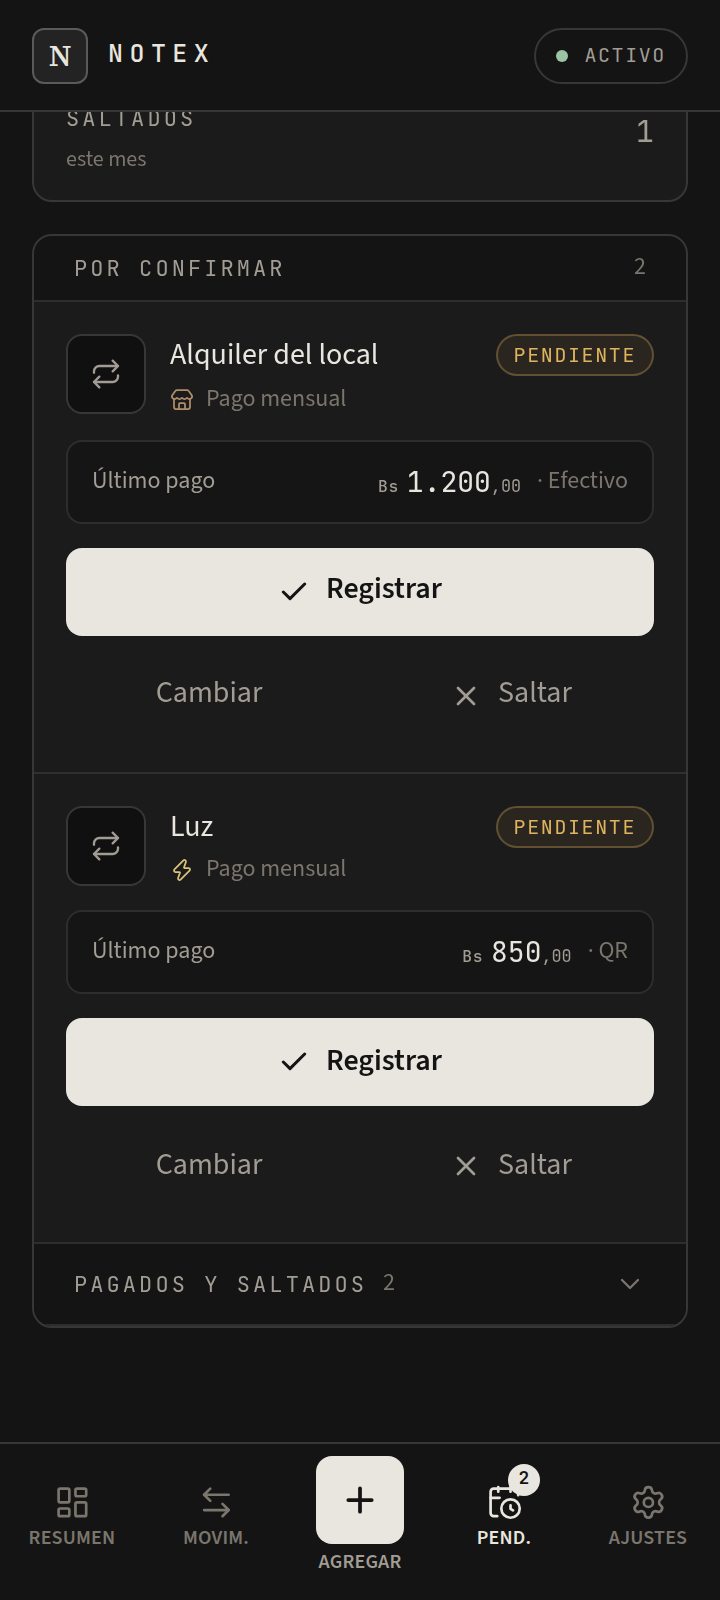 N NOTEX ACTIVO
SALTADOS 1
este mes
POR CONFIRMAR 2
Alquiler del local PENDIENTE
Pago mensual
Último pago Bs 1.200,00 · Efectivo
Registrar
Cambiar Saltar
Luz PENDIENTE
Pago mensual
Último pago Bs 850,00 · QR
Registrar
Cambiar Saltar
PAGADOS Y SALTADOS 2
2
RESUMEN MOVIM. AGREGAR PEND. AJUSTES